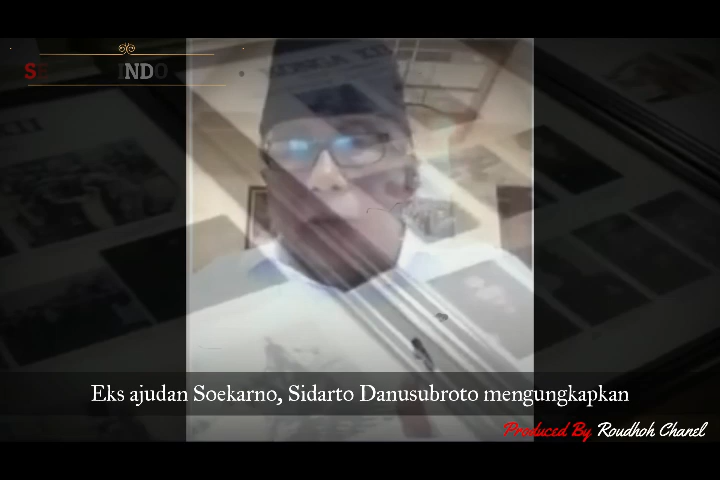 INDO
Eks ajudan Soekarno, Sidarto Danusubroto mengungkapkan
Produced By Roudhoh Chanel